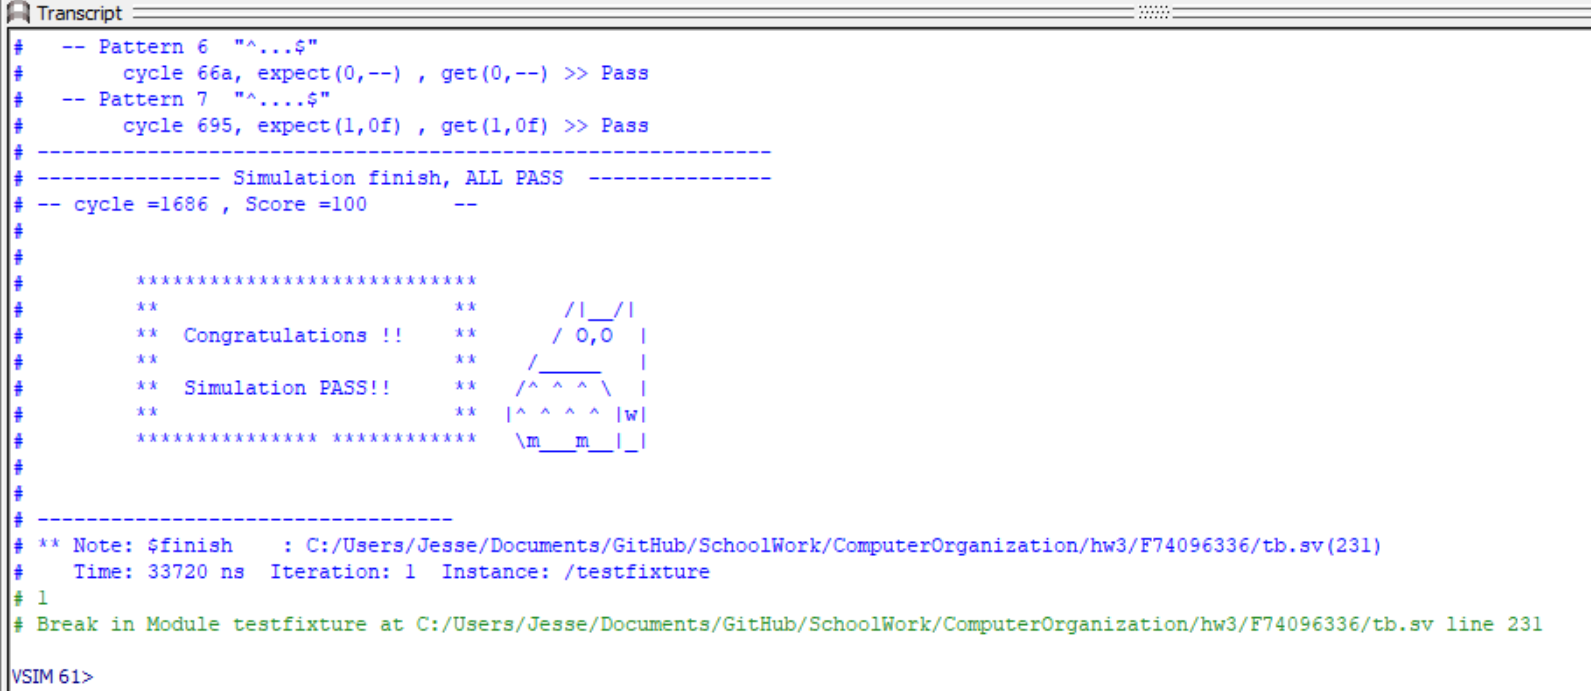 Transcript
#   -- Pattern 6  "^...$"
#        cycle 66a, expect(0,--) , get(0,--) >> Pass
#   -- Pattern 7  "^....$"
#        cycle 695, expect(1,0f) , get(1,0f) >> Pass
# ------------------------------------------------------------
# --------------- Simulation finish, ALL PASS  ---------------
# -- cycle =1686 , Score =100       --
#
#
#         ****************************
#         **                        **       /|__/|
#         **  Congratulations !!    **      / O,O  |
#         **                        **    /_____   |
#         **  Simulation PASS!!     **   /^ ^ ^ \  |
#         **                        **  |^ ^ ^ ^ |w|
#         *************** ************   \m___m__|_|
#
#
# ----------------------------------
# ** Note: $finish    : C:/Users/Jesse/Documents/GitHub/SchoolWork/ComputerOrganization/hw3/F74096336/tb.sv(231)
#    Time: 33720 ns  Iteration: 1  Instance: /testfixture
# 1
# Break in Module testfixture at C:/Users/Jesse/Documents/GitHub/SchoolWork/ComputerOrganization/hw3/F74096336/tb.sv line 231
VSIM 61>